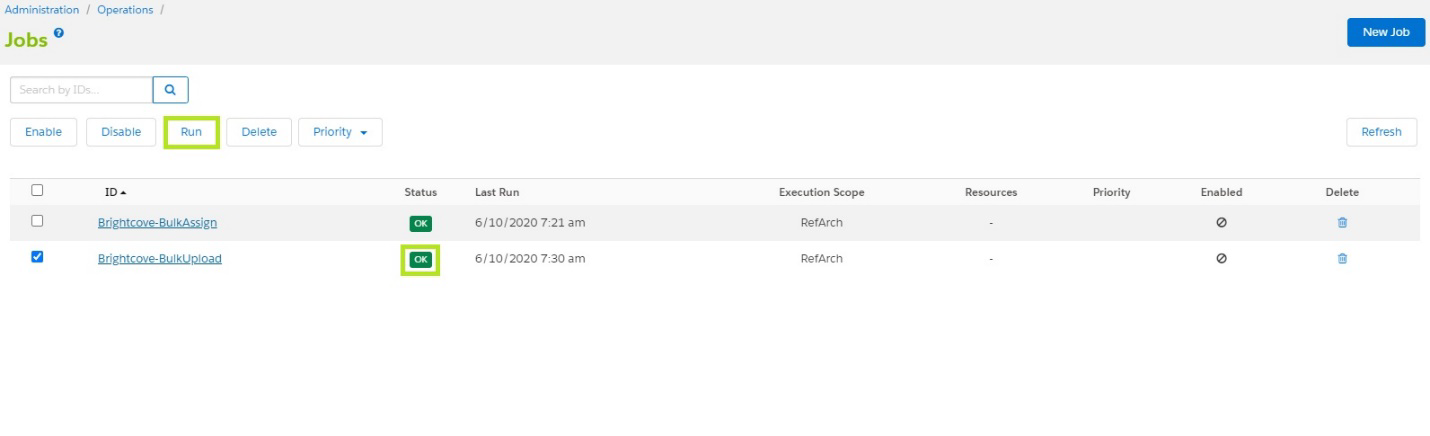 Administration / Operations /
Jobs ?
New Job
Search by IDs...
Enable Disable Run Delete Priority
Refresh
ID Status Last Run Execution Scope Resources Priority Enabled Delete
Brightcove-BulkAssign OK 6/10/2020 7:21 am RefArch -
Brightcove-BulkUpload OK 6/10/2020 7:30 am RefArch -